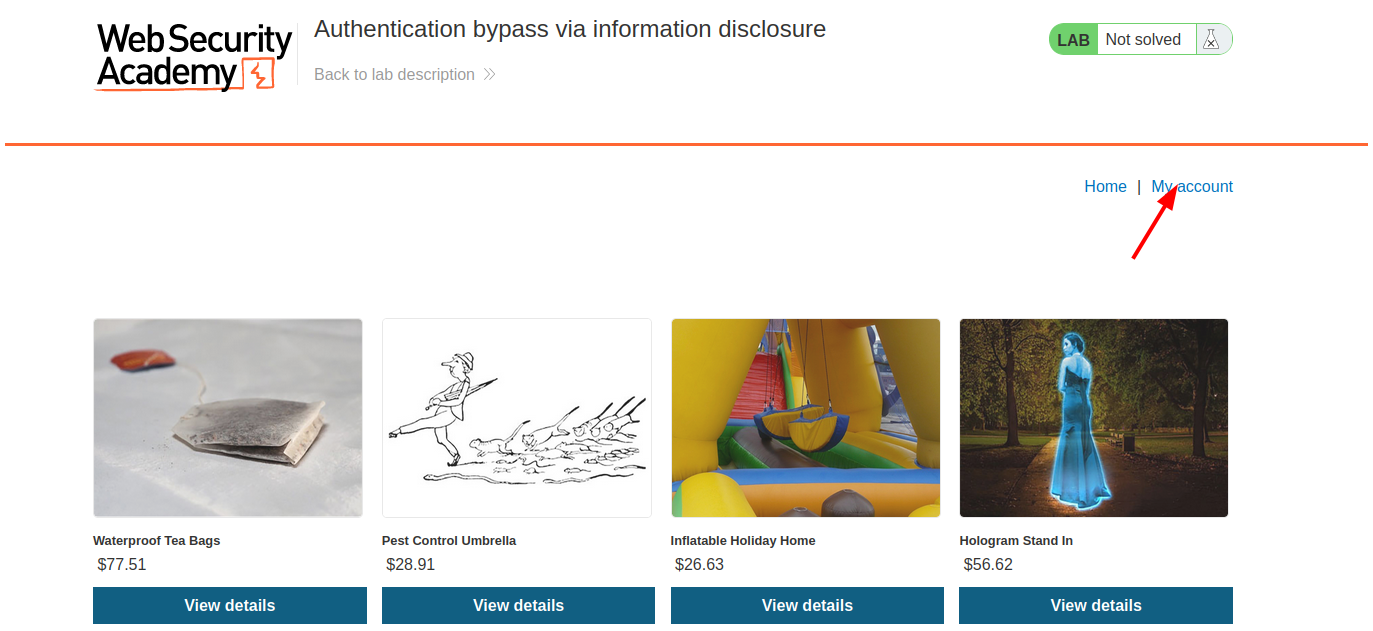 Web Security
Academy
Authentication bypass via information disclosure
Back to lab description
LAB Not solved
Home | My account
Waterproof Tea Bags
$77.51
View details
Pest Control Umbrella
$28.91
View details
Inflatable Holiday Home
$26.63
View details
Hologram Stand In
$56.62
View details